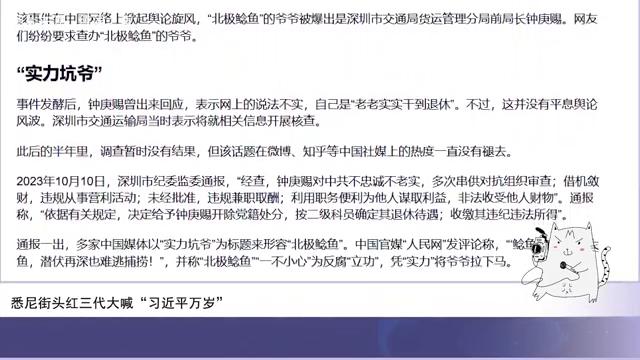 该事件在中国网络上掀起舆论旋风，“北极鲶鱼”的爷爷被爆出是深圳市交通局货运管理分局前局长钟庚赐。网友
们纷纷要求查办“北极鲶鱼”的爷爷。
“实力坑爷”
事件发酵后，钟庚赐曾出来回应，表示网上的说法不实，自己是“老老实实干到退休”。不过，这并没有平息舆论
风波。深圳市交通运输局当时表示将就相关信息开展核查。
此后的半年里，调查暂时没有结果，但该话题在微博、知乎等中国社媒上的热度一直没有褪去。
2023年10月10日，深圳市纪委监委通报，“经查，钟庚赐对中共不忠诚不老实，多次串供对抗组织审查；借机敛
财，违规从事营利活动；未经批准，违规兼职取酬；利用职务便利为他人谋取利益，非法收受他人财物”。通报
称，“依据有关规定，决定给予钟庚赐开除党籍处分，按二级科员确定其退休待遇；收缴其违纪违法所得”。
通报一出，多家中国媒体以“实力坑爷”为标题来形容“北极鲶鱼”。中国官媒“人民网”发评论称，“‘鲶鱼
鱼，潜伏再深也难逃捕捞！”，并称“北极鲶鱼”“一不小心”为反腐“立功”，凭“实力”将爷爷拉下马。
悉尼街头红三代大喊“习近平万岁”